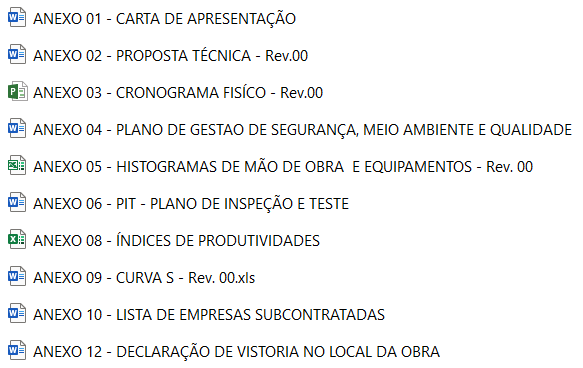 ANEXO 01 - CARTA DE APRESENTAÇÃO
ANEXO 02 - PROPOSTA TÉCNICA - Rev.00
ANEXO 03 - CRONOGRAMA FISÍCO - Rev.00
ANEXO 04 - PLANO DE GESTAO DE SEGURANÇA, MEIO AMBIENTE E QUALIDADE
ANEXO 05 - HISTOGRAMAS DE MÃO DE OBRA  E EQUIPAMENTOS - Rev. 00
ANEXO 06 - PIT - PLANO DE INSPEÇÃO E TESTE
ANEXO 08 - ÍNDICES DE PRODUTIVIDADES
ANEXO 09 - CURVA S - Rev. 00.xls
ANEXO 10 - LISTA DE EMPRESAS SUBCONTRATADAS
ANEXO 12 - DECLARAÇÃO DE VISTORIA NO LOCAL DA OBRA